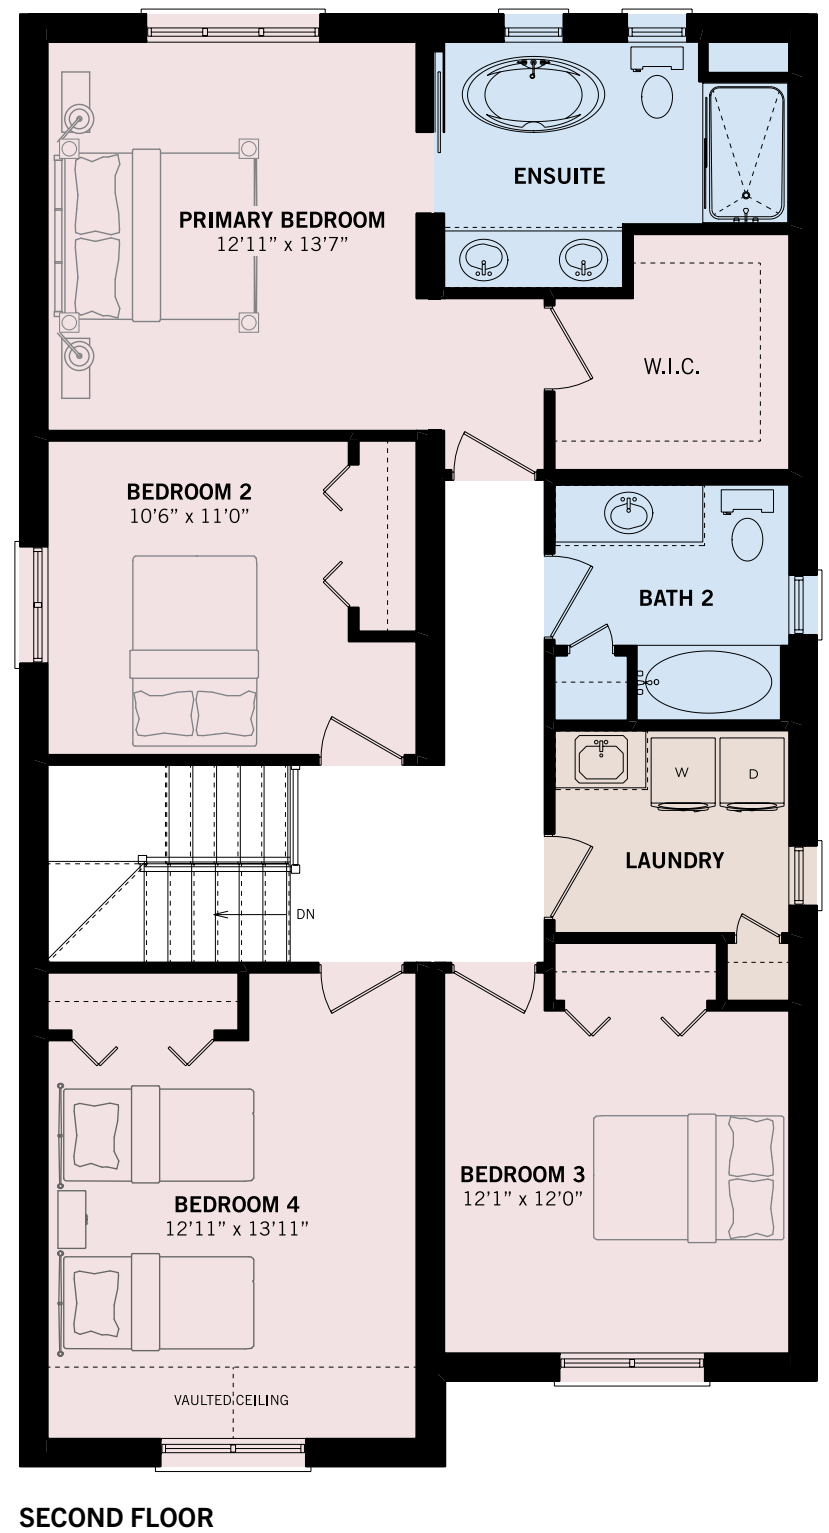 ENSUITE
PRIMARY BEDROOM
12’11” x 13’7”
W.I.C.
BEDROOM 2
10’6” x 11’0”
BATH 2
W
D
LAUNDRY
DN
BEDROOM 3
12’1” x 12’0”
BEDROOM 4
12’11” x 13’11”
VAULTED CEILING
SECOND FLOOR